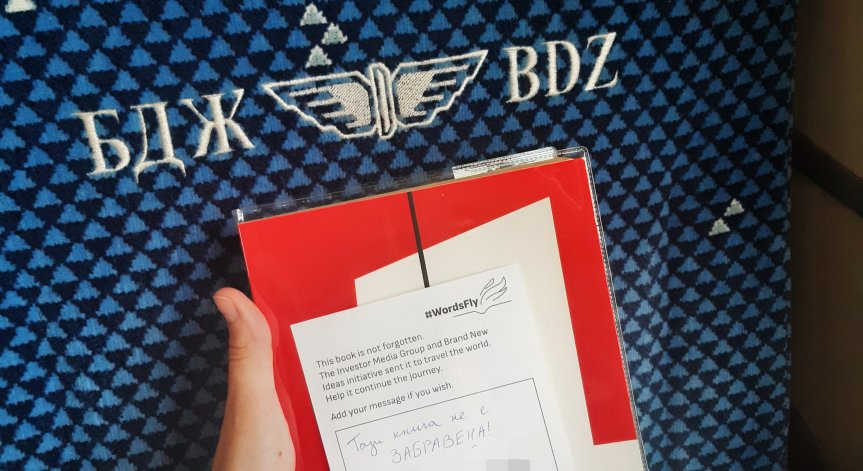 БДЖ BDZ
#WordsFly
This book is not forgotten.
The Investor Media Group and Brand New
Ideas initiative sent it to travel the world.
Help it continue the journey.
Add your message if you wish.
Тази книга не е
ЗАБРАВЕНА!